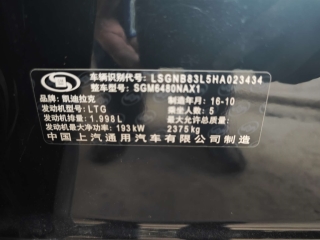 车辆识别代号: LSGNB83L5HA023434
整车型号: SGM6480NAX1
品牌: 凯迪拉克 制造年月: 16-10
发动机型号: LTG 乘坐人数: 5
发动机排量: 1.998L 最大允许总质量:
发动机最大净功率: 193kW 2375kg
中国上汽通用汽车有限公司制造